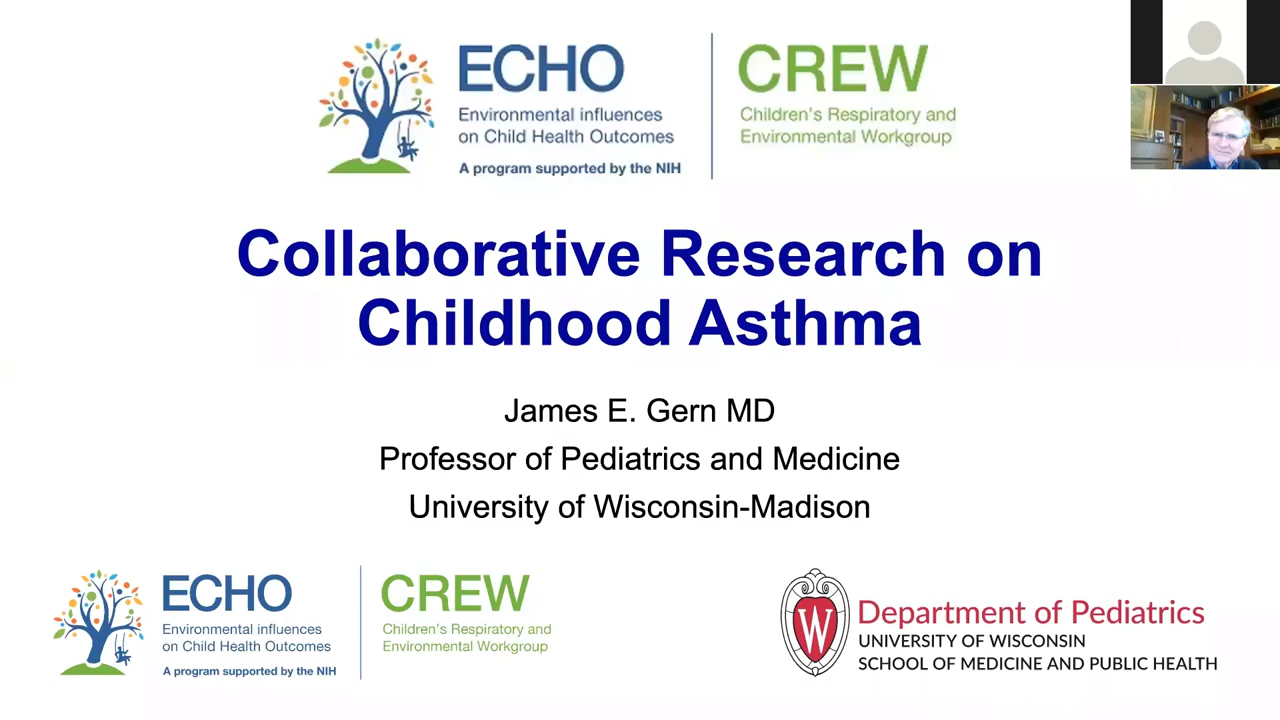 ECHO
Environmental influences
on Child Health Outcomes
A program supported by the NIH
CREW
Children's Respiratory and
Environmental Workgroup
Collaborative Research on
Childhood Asthma
James E. Gern MD
Professor of Pediatrics and Medicine
University of Wisconsin-Madison
ECHO
Environmental influences
on Child Health Outcomes
A program supported by the NIH
CREW
Children's Respiratory and
Environmental Workgroup
W
Department of Pediatrics
UNIVERSITY OF WISCONSIN
SCHOOL OF MEDICINE AND PUBLIC HEALTH